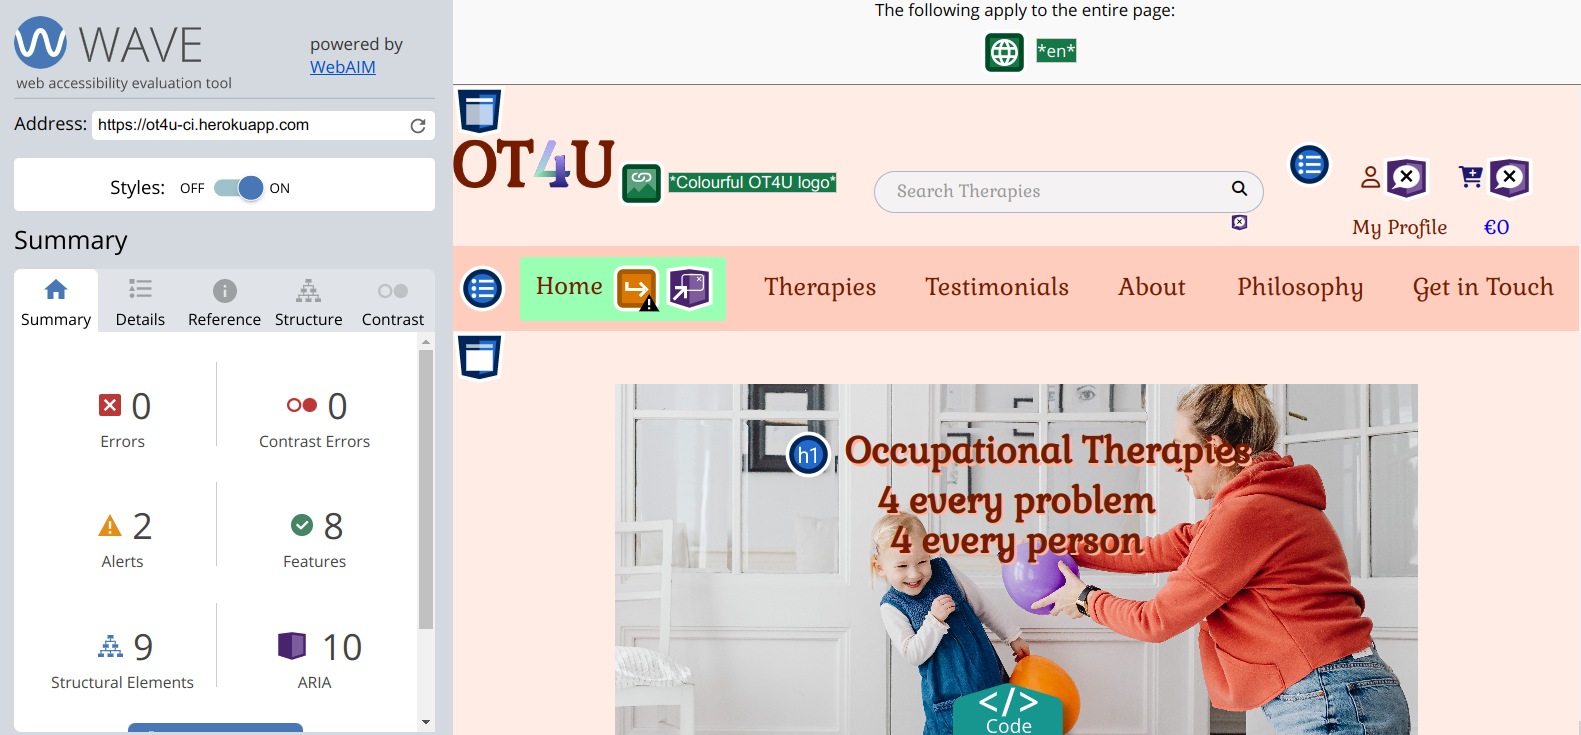 WAVE
web accessibility evaluation tool
powered by
WebAIM
Address: https://ot4u-ci.herokuapp.com
Styles: OFF ON
Summary
Summary Details Reference Structure Contrast
0 Errors
0 Contrast Errors
2 Alerts
8 Features
9 Structural Elements
10 ARIA
The following apply to the entire page:
*en*
OT4U
*Colourful OT4U logo*
Search Therapies
My Profile
€0
Home Therapies Testimonials About Philosophy Get in Touch
h1 Occupational Therapies
4 every problem
4 every person
</>
Code